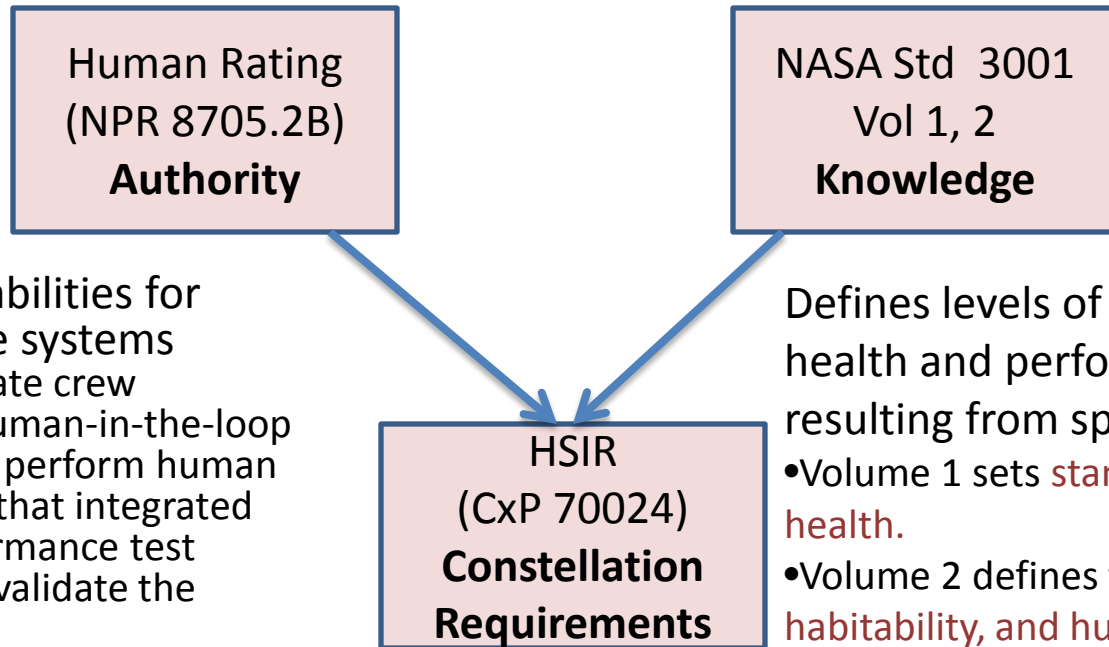 Human Rating
(NPR 8705.2B)
Authority
NASA Std 3001
Vol 1, 2
Knowledge
abilities for
e systems
ate crew
uman-in-the-loop
perform human
that integrated
rmance test
validate the
Defines levels of
health and perfo
resulting from sp
•Volume 1 sets star
health.
•Volume 2 defines
habitability, and hu
HSIR
(CxP 70024)
Constellation
Requirements